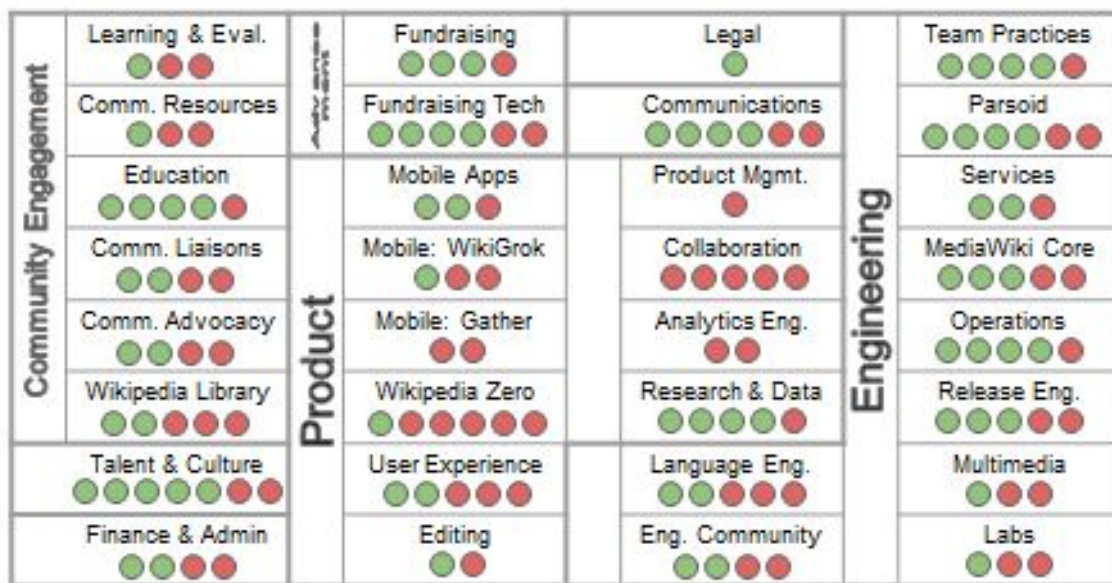 Community Engagement
Learning & Eval.
Comm. Resources
Education
Comm. Liaisons
Comm. Advocacy
Wikipedia Library
Talent & Culture
Finance & Admin
Fundraising
Fundraising Tech
Product
Mobile Apps
Mobile: WikiGrok
Mobile: Gather
Wikipedia Zero
User Experience
Editing
Legal
Communications
Product Mgmt.
Collaboration
Analytics Eng.
Research & Data
Language Eng.
Eng. Community
Engineering
Team Practices
Parsoid
Services
MediaWiki Core
Operations
Release Eng.
Multimedia
Labs